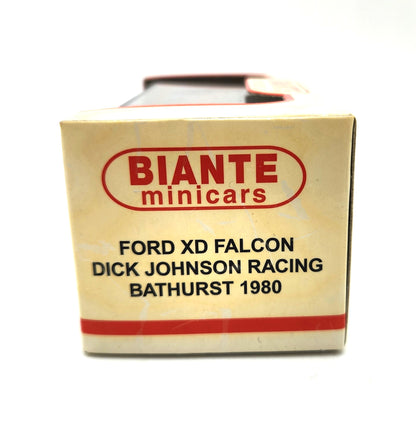 BIANTE
minicars
FORD XD FALCON
DICK JOHNSON RACING
BATHURST 1980